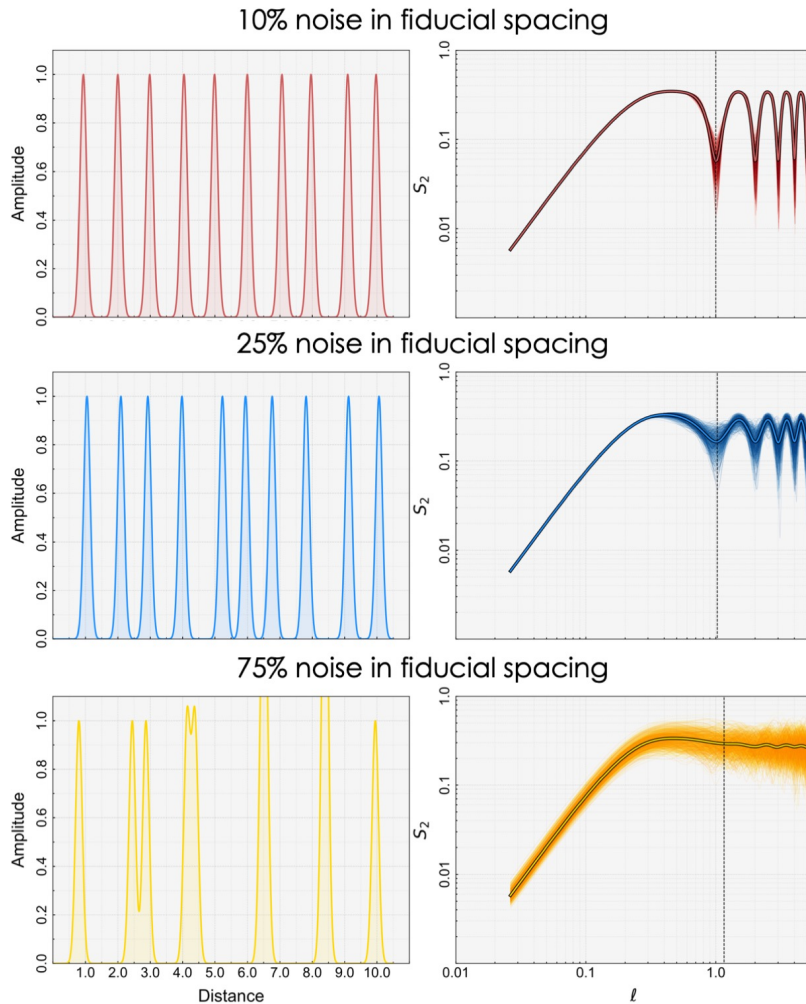 10% noise in fiducial spacing
Amplitude
0.0 0.2 0.4 0.6 0.8 1.0
S₂
1.0
0.1
0.01
25% noise in fiducial spacing
Amplitude
0.0 0.2 0.4 0.6 0.8 1.0
S₂
1.0
0.1
0.01
75% noise in fiducial spacing
Amplitude
0.0 0.2 0.4 0.6 0.8 1.0
1.0 2.0 3.0 4.0 5.0 6.0 7.0 8.0 9.0 10.0
Distance
S₂
1.0
0.1
0.01
0.01 0.1 1.0
ℓ